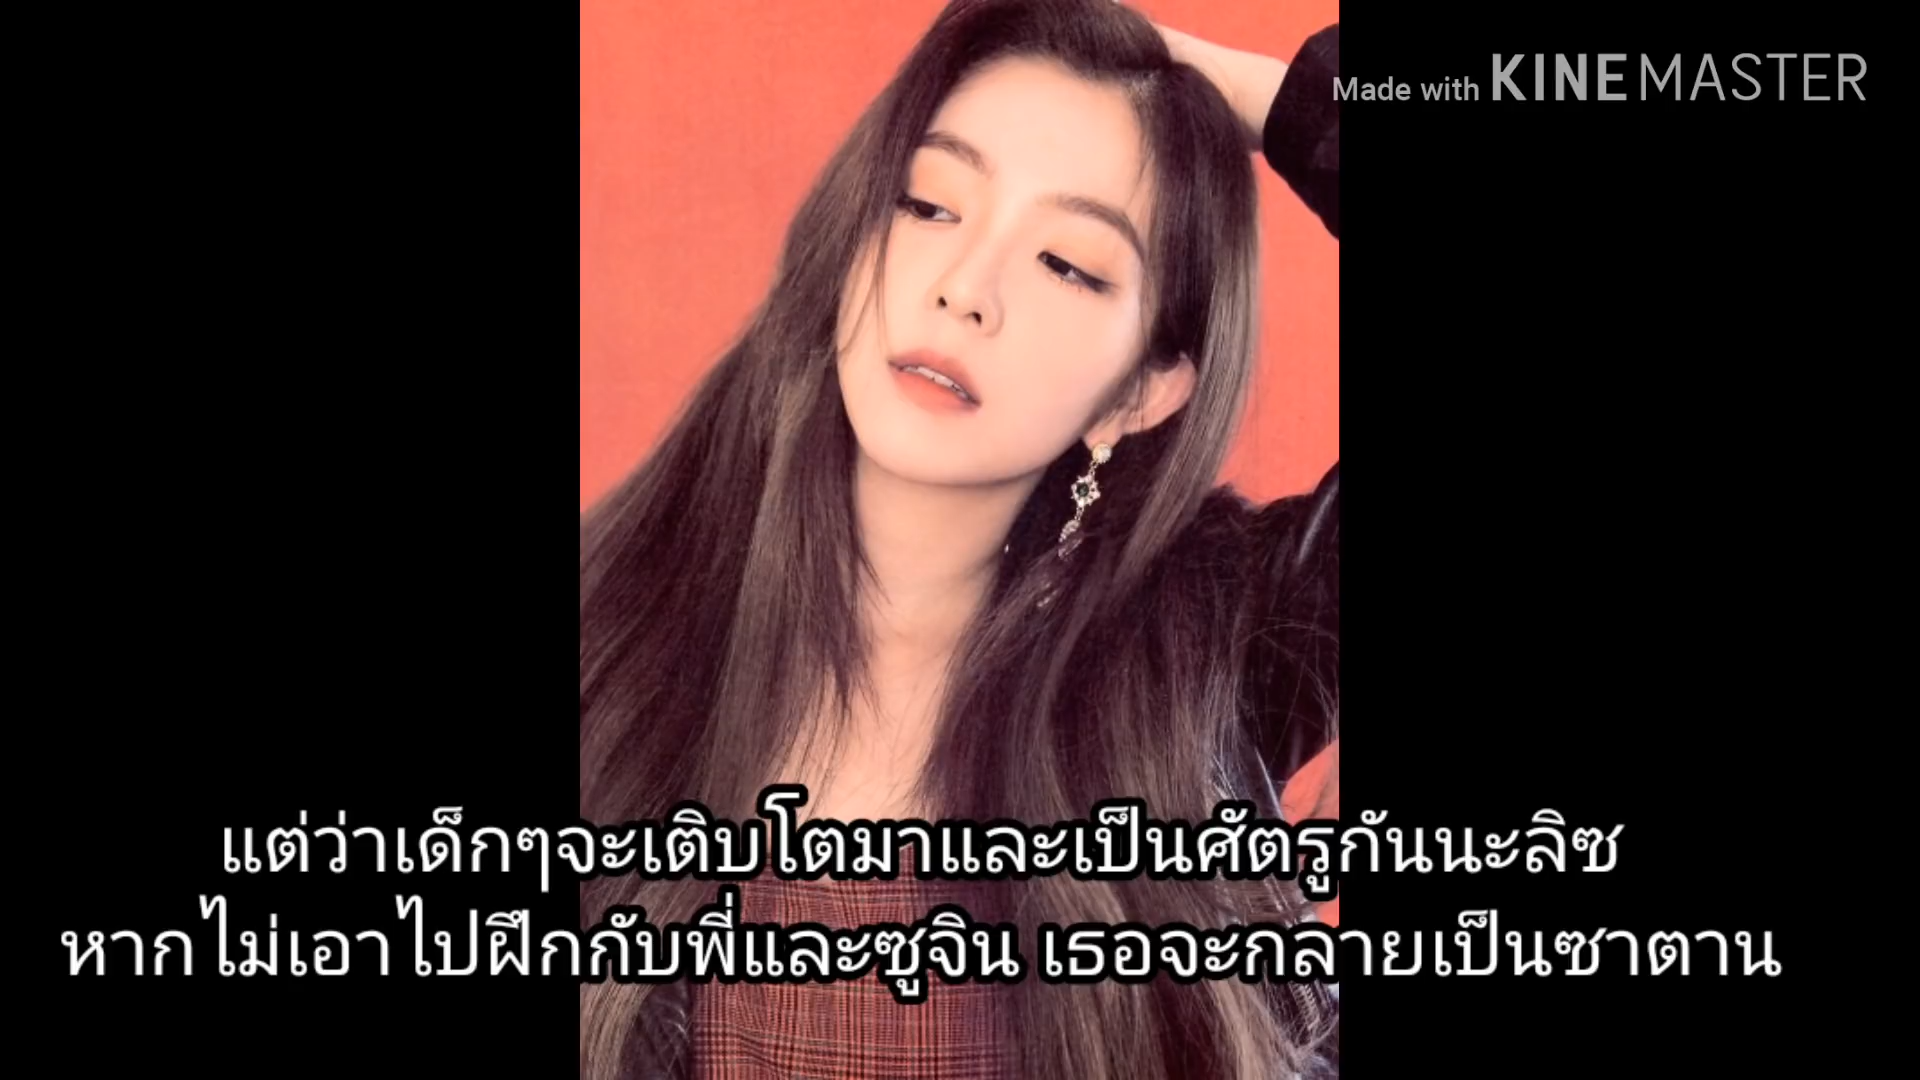 Made with KINEMASTER
แต่ว่าเด็กๆจะเติบโตมาและเป็นศัตรูกันนะลิซ
หากไม่เอาไปฝึกกับพี่และซูจิน เธอจะกลายเป็นซาตาน